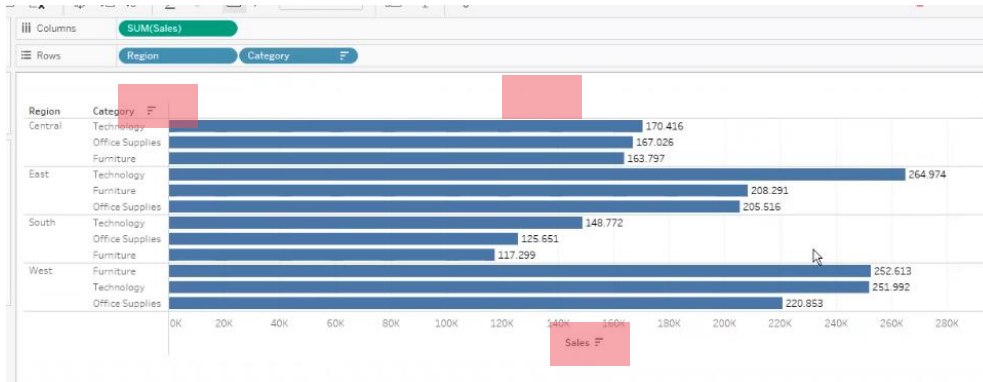 Columns SUM(Sales)
Rows Region Category
Region Category
Central Technology 170.416
Office Supplies 167.026
Furniture 163.797
East Technology 264.974
Furniture 208.291
Office Supplies 205.516
South Technology 148.772
Office Supplies 125.651
Furniture 117.299
West Furniture 252.613
Technology 251.992
Office Supplies 220.853
0K 20K 40K 60K 80K 100K 120K 140K 160K 180K 200K 220K 240K 260K 280K
Sales